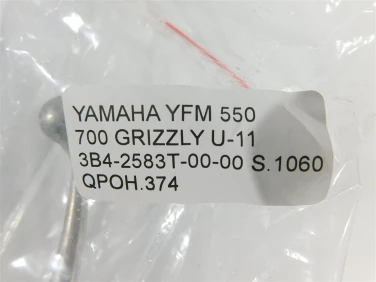 YAMAHA YFM 550
700 GRIZZLY U-11
3B4-2583T-00-00 S.1060
QPOH.374